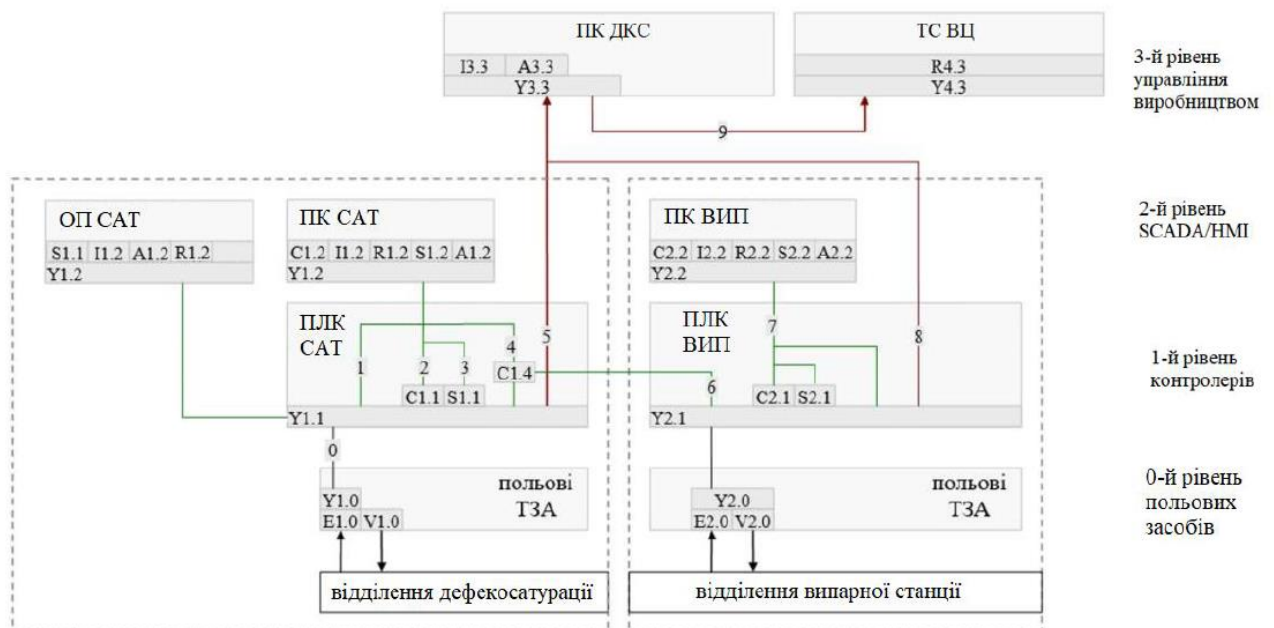 ПК ДКС
ТС ВЦ
I3.3 A3.3
R4.3
Y3.3
Y4.3
3-й рівень
управління
виробництвом
9
ОП САТ
ПК САТ
ПК ВИП
2-й рівень
SCADA/HMI
S1.1 I1.2 A1.2 R1.2
C1.2 I1.2 R1.2 S1.2 A1.2
C2.2 I2.2 R2.2 S2.2 A2.2
Y1.2
Y1.2
Y2.2
ПЛК
САТ
ПЛК
ВИП
1 2 3 4 5
7 8
C1.4
6
C1.1 S1.1
C2.1 S2.1
Y1.1
Y2.1
1-й рівень
контролерів
0
польові
ТЗА
Y1.0
E1.0 V1.0
польові
ТЗА
Y2.0
E2.0 V2.0
0-й рівень
польових
засобів
відділення дефекосатурації
відділення випарної станції